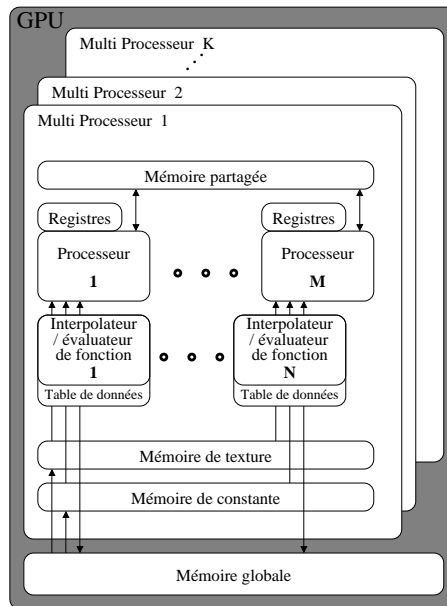 GPU
Multi Processeur K
Multi Processeur 2
Multi Processeur 1
Mémoire partagée
Registres
Registres
Processeur
1
Processeur
M
Interpolateur
/ évaluateur
de fonction
1
Table de données
Interpolateur
/ évaluateur
de fonction
N
Table de données
Mémoire de texture
Mémoire de constante
Mémoire globale